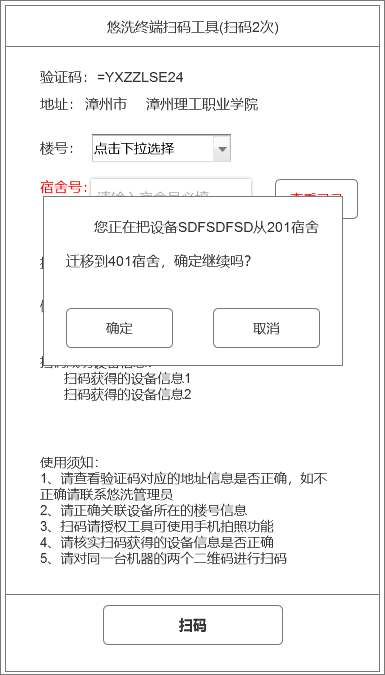 悠洗终端扫码工具(扫码2次)
验证码：=YXZZLSE24
地址： 漳州市 漳州理工职业学院
楼号： 点击下拉选择
宿舍号：
您正在把设备SDFSDFSD从201宿舍
迁移到401宿舍，确定继续吗?
确定 取消
扫码获得的设备信息1
扫码获得的设备信息2
使用须知：
1、请查看验证码对应的地址信息是否正确，如不
正确请联系悠洗管理员
2、请正确关联设备所在的楼号信息
3、扫码请授权工具可使用手机拍照功能
4、请核实扫码获得的设备信息是否正确
5、请对同一台机器的两个二维码进行扫码
扫码